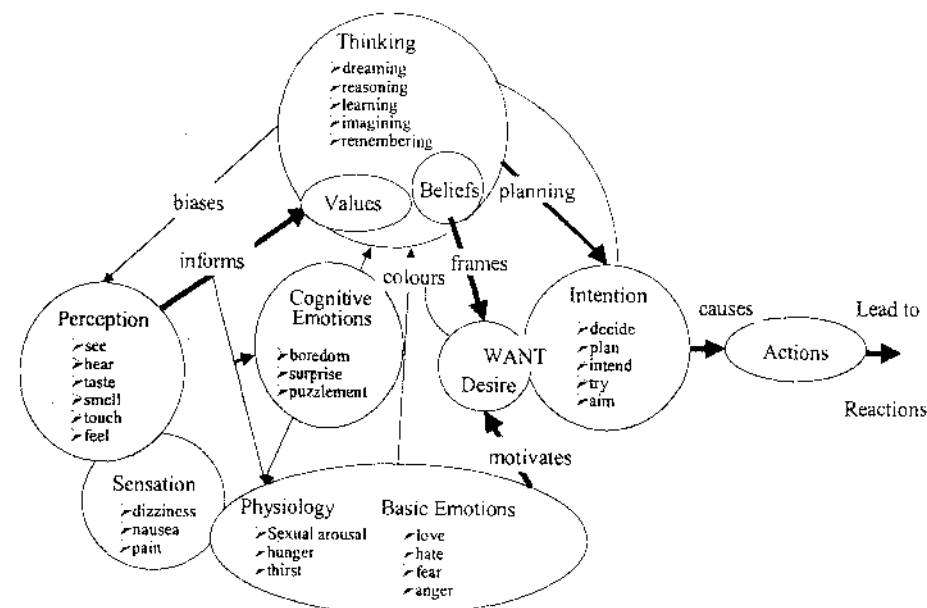 Thinking
➢dreaming
➢reasoning
➢learning
➢imagining
➢remembering
Values
Beliefs
planning
biases
informs
colours
frames
Perception
➢see
➢hear
➢taste
➢smell
➢touch
➢feel
Cognitive
Emotions
➢boredom
➢surprise
➢puzzlement
WANT
Desire
Intention
➢decide
➢plan
➢intend
➢try
➢aim
causes
Actions
Lead to
Reactions
motivates
Sensation
➢dizziness
➢nausea
➢pain
Physiology
➢Sexual arousal
➢hunger
➢thirst
Basic Emotions
➢love
➢hate
➢fear
➢anger